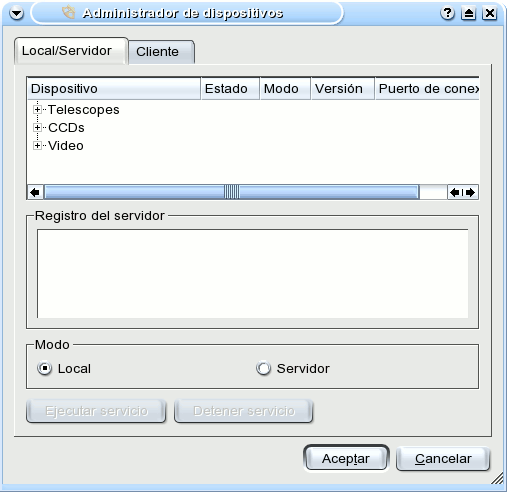 Administrador de dispositivos
Local/Servidor Cliente
Dispositivo Estado Modo Versión Puerto de conex
Telescopes
CCDs
Video
Registro del servidor
Modo
Local Servidor
Ejecutar servicio Detener servicio
Aceptar Cancelar